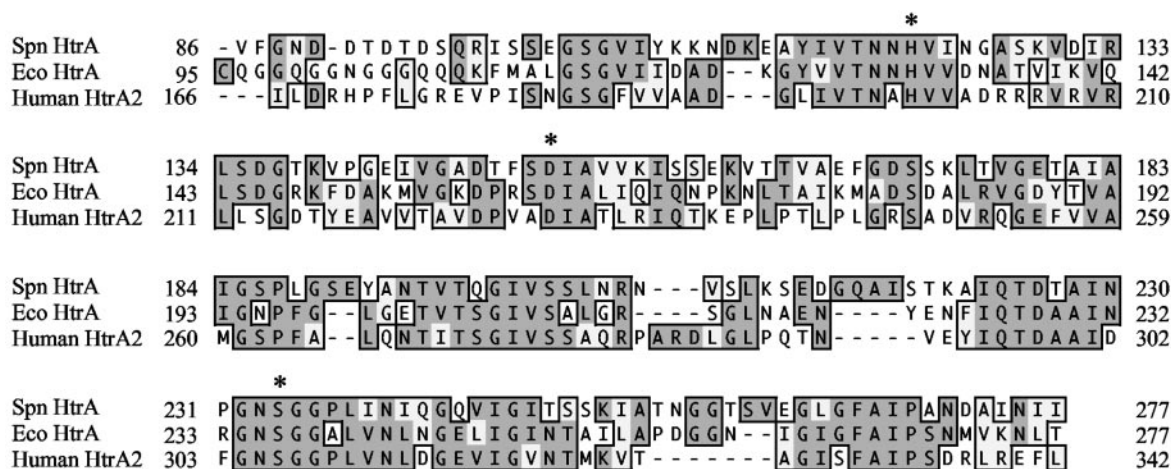 *
Spn HtrA 86 - V F G N D - D T D T D S Q R I S S E G S G V I Y K K N D K E A Y I V T N N H V I N G A S K V D I R 133
Eco HtrA 95 C Q G G Q G G N G G G Q Q Q K F M A L G S G V I I D A D - - K G Y V V T N N H V V D N A T V I K V Q 142
Human HtrA2 166 - - - I L D R H P F L G R E V P I S N G S G F V V A A D - - - G L I V T N A H V V A D R R R V R V R 210
*
Spn HtrA 134 L S D G T K V P G E I V G A D T F S D I A V V K I S S E K V T T V A E F G D S S K L T V G E T A I A 183
Eco HtrA 143 L S D G R K F D A K M V G K D P R S D I A L I Q I Q N P K N L T A I K M A D S D A L R V G D Y T V A 192
Human HtrA2 211 L L S G D T Y E A V V T A V D P V A D I A T L R I Q T K E P L P T L P L G R S A D V R Q G E F V V A 259
Spn HtrA 184 I G S P L G S E Y A N T V T Q G I V S S L N R N - - - V S L K S E D G Q A I S T K A I Q T D T A I N 230
Eco HtrA 193 I G N P F G - - L G E T V T S G I V S A L G R - - - - S G L N A E N - - - - Y E N F I Q T D A A I N 232
Human HtrA2 260 M G S P F A - - L Q N T I T S G I V S S A Q R P A R D L G L P Q T N - - - - - V E Y I Q T D A A I D 302
*
Spn HtrA 231 P G N S G G P L I N I Q G Q V I G I T S S K I A T N G G T S V E G L G F A I P A N D A I N I I 277
Eco HtrA 233 R G N S G G A L V N L N G E L I G I N T A I L A P D G G N - - I G I G F A I P S N M V K N L T 277
Human HtrA2 303 F G N S G G P L V N L D G E V I G V N T M K V T - - - - - - - A G I S F A I P S D R L R E F L 342